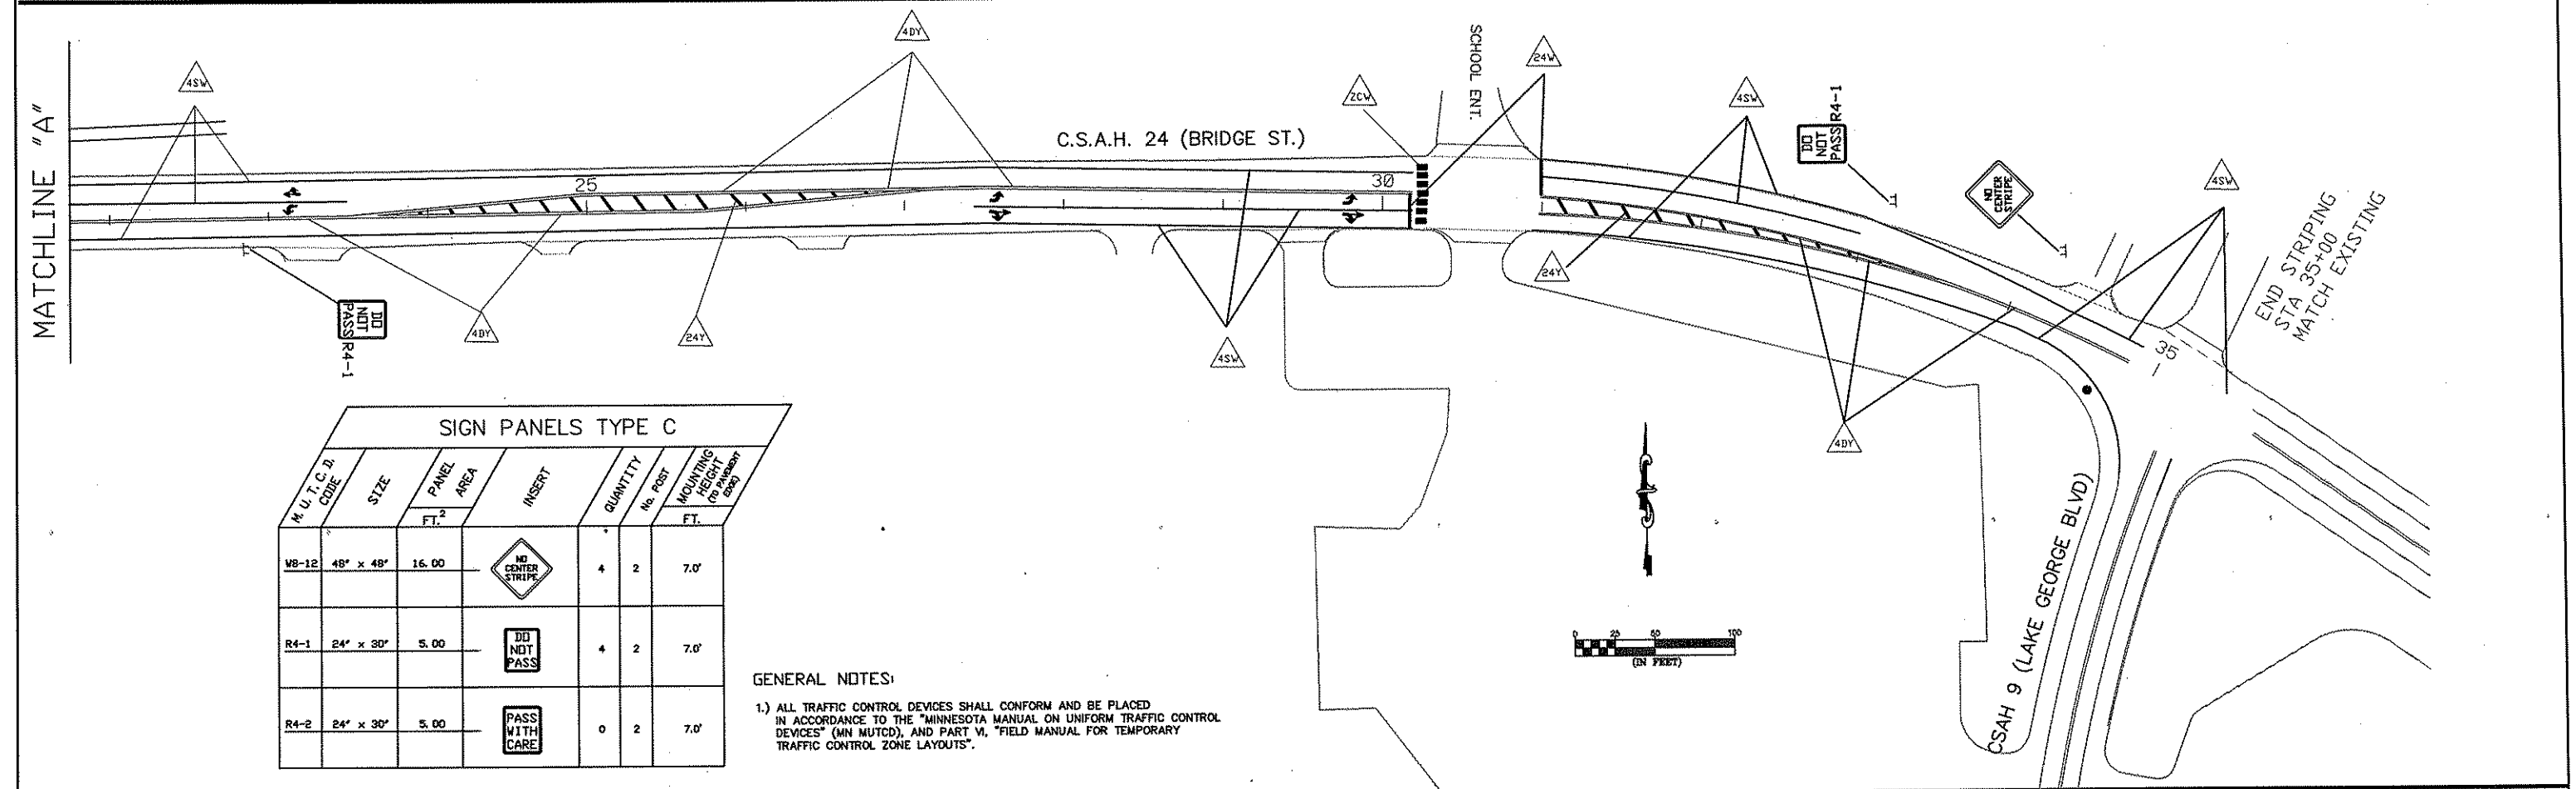 MATCHLINE "A"
4SW
4DY
C.S.A.H. 24 (BRIDGE ST.)
25
30
2CW
SCHOOL ENT.
24W
4SW
DO
NOT
PASS
R4-1
NO
CENTER
STRIPE
4SW
END STRIPING
STA 35+00
MATCH EXISTING
35
DO
NOT
PASS
R4-1
4DY
24Y
4SW
24Y
4DY
CSAH 9 (LAKE GEORGE BLVD)
SIGN PANELS TYPE C
M. U. T. C. D.
CODE
SIZE
PANEL
AREA
FT.²
INSERT
QUANTITY
No. POST
MOUNTING
HEIGHT
(TO PAVEMENT
EDGE)
FT.
W8-12 48" x 48" 16.00 NO CENTER STRIPE 4 2 7.0'
R4-1 24" x 30" 5.00 DO NOT PASS 4 2 7.0'
R4-2 24" x 30" 5.00 PASS WITH CARE 0 2 7.0'
GENERAL NOTES:
1.) ALL TRAFFIC CONTROL DEVICES SHALL CONFORM AND BE PLACED
IN ACCORDANCE TO THE "MINNESOTA MANUAL ON UNIFORM TRAFFIC CONTROL
DEVICES" (MN MUTCD), AND PART VI, "FIELD MANUAL FOR TEMPORARY
TRAFFIC CONTROL ZONE LAYOUTS".
0 25 50 100
(IN FEET)